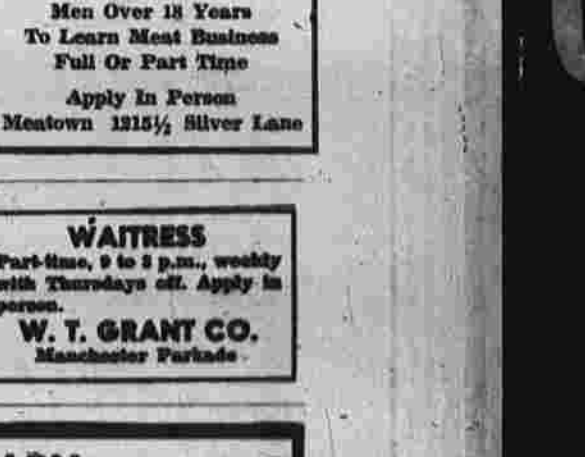 Men Over 18 Years
To Learn Meat Business
Full Or Part Time
Apply In Person
Meatown 1215½ Silver Lane
WAITRESS
Part-time, 9 to 3 p.m., weekly
with Thursdays off. Apply in
person.
W. T. GRANT CO.
Manchester Parkade